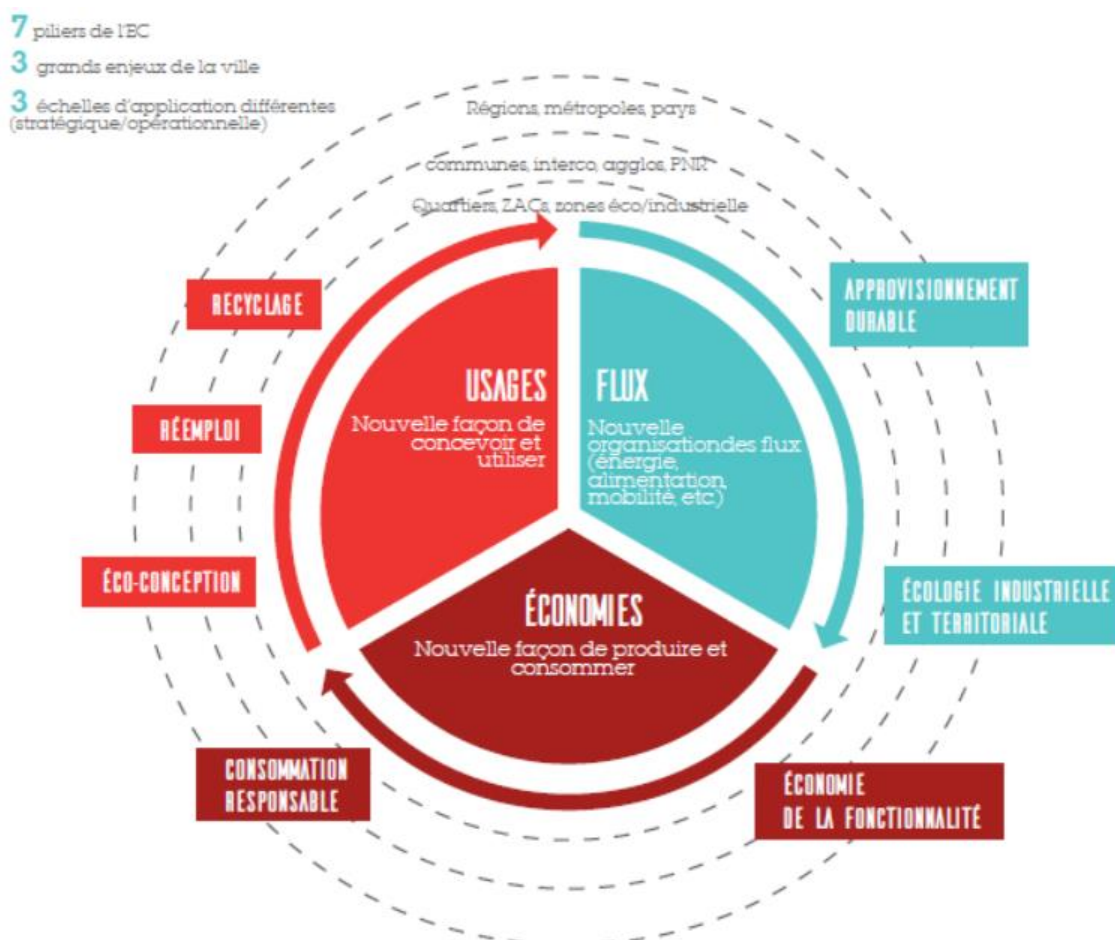 7 piliers de l'EC
3 grands enjeux de la ville
3 échelles d'application différentes
(stratégique/opérationnelle)
Régions, métropoles, pays
communes, interco, agglos, PNR
Quartiers, ZACs, zones éco/industrielle
RECYCLAGE
APPROVISIONNEMENT
DURABLE
USAGES
Nouvelle façon de
concevoir et
utiliser
FLUX
Nouvelle
organisationdes flux
(énergie,
alimentation,
mobilité, etc.)
RÉEMPLOI
ÉCO-CONCEPTION
ÉCOLOGIE INDUSTRIELLE
ET TERRITORIALE
ÉCONOMIES
Nouvelle façon de produire et
consommer
CONSOMMATION
RESPONSABLE
ÉCONOMIE
DE LA FONCTIONNALITÉ